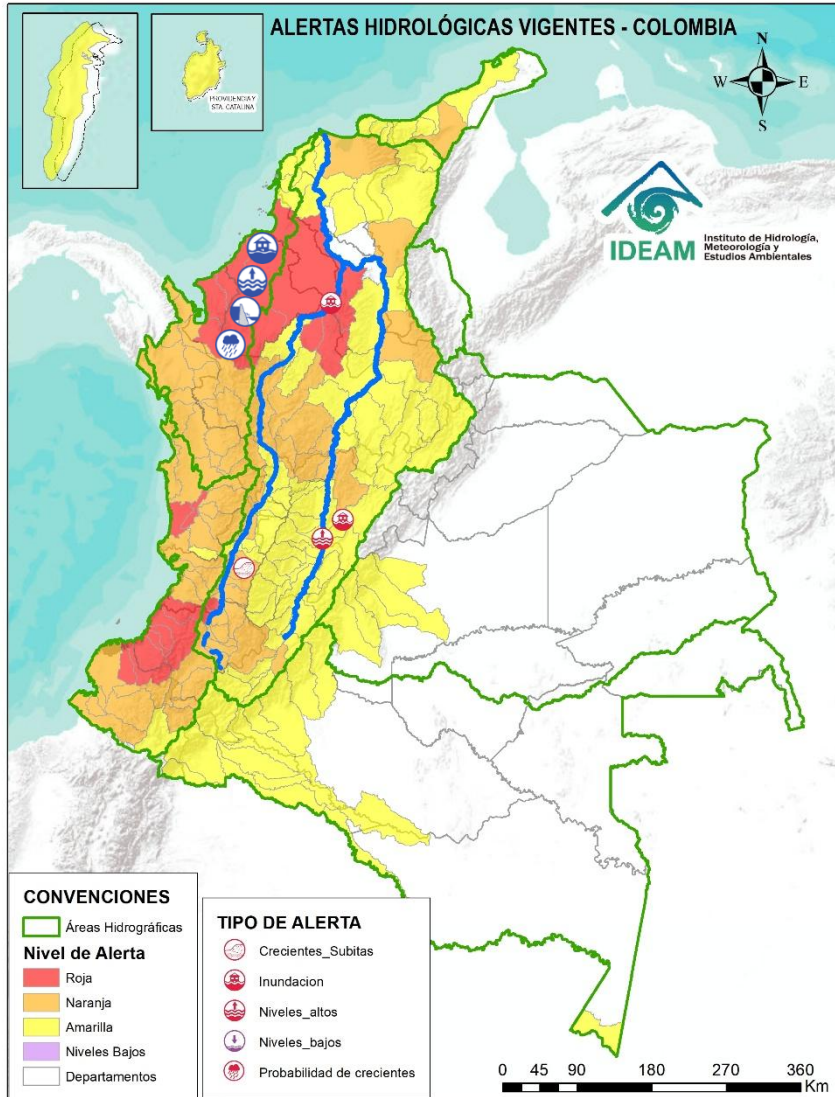 ALERTAS HIDROLÓGICAS VIGENTES - COLOMBIA
PROVIDENCIA Y
STA. CATALINA
N
W
E
S
IDEAM
Instituto de Hidrología,
Meteorología y
Estudios Ambientales
CONVENCIONES
Áreas Hidrográficas
Nivel de Alerta
Roja
Naranja
Amarilla
Niveles Bajos
Departamentos
TIPO DE ALERTA
Crecientes_Subitas
Inundacion
Niveles_altos
Niveles_bajos
Probabilidad de crecientes
0 45 90 180 270 360
Km